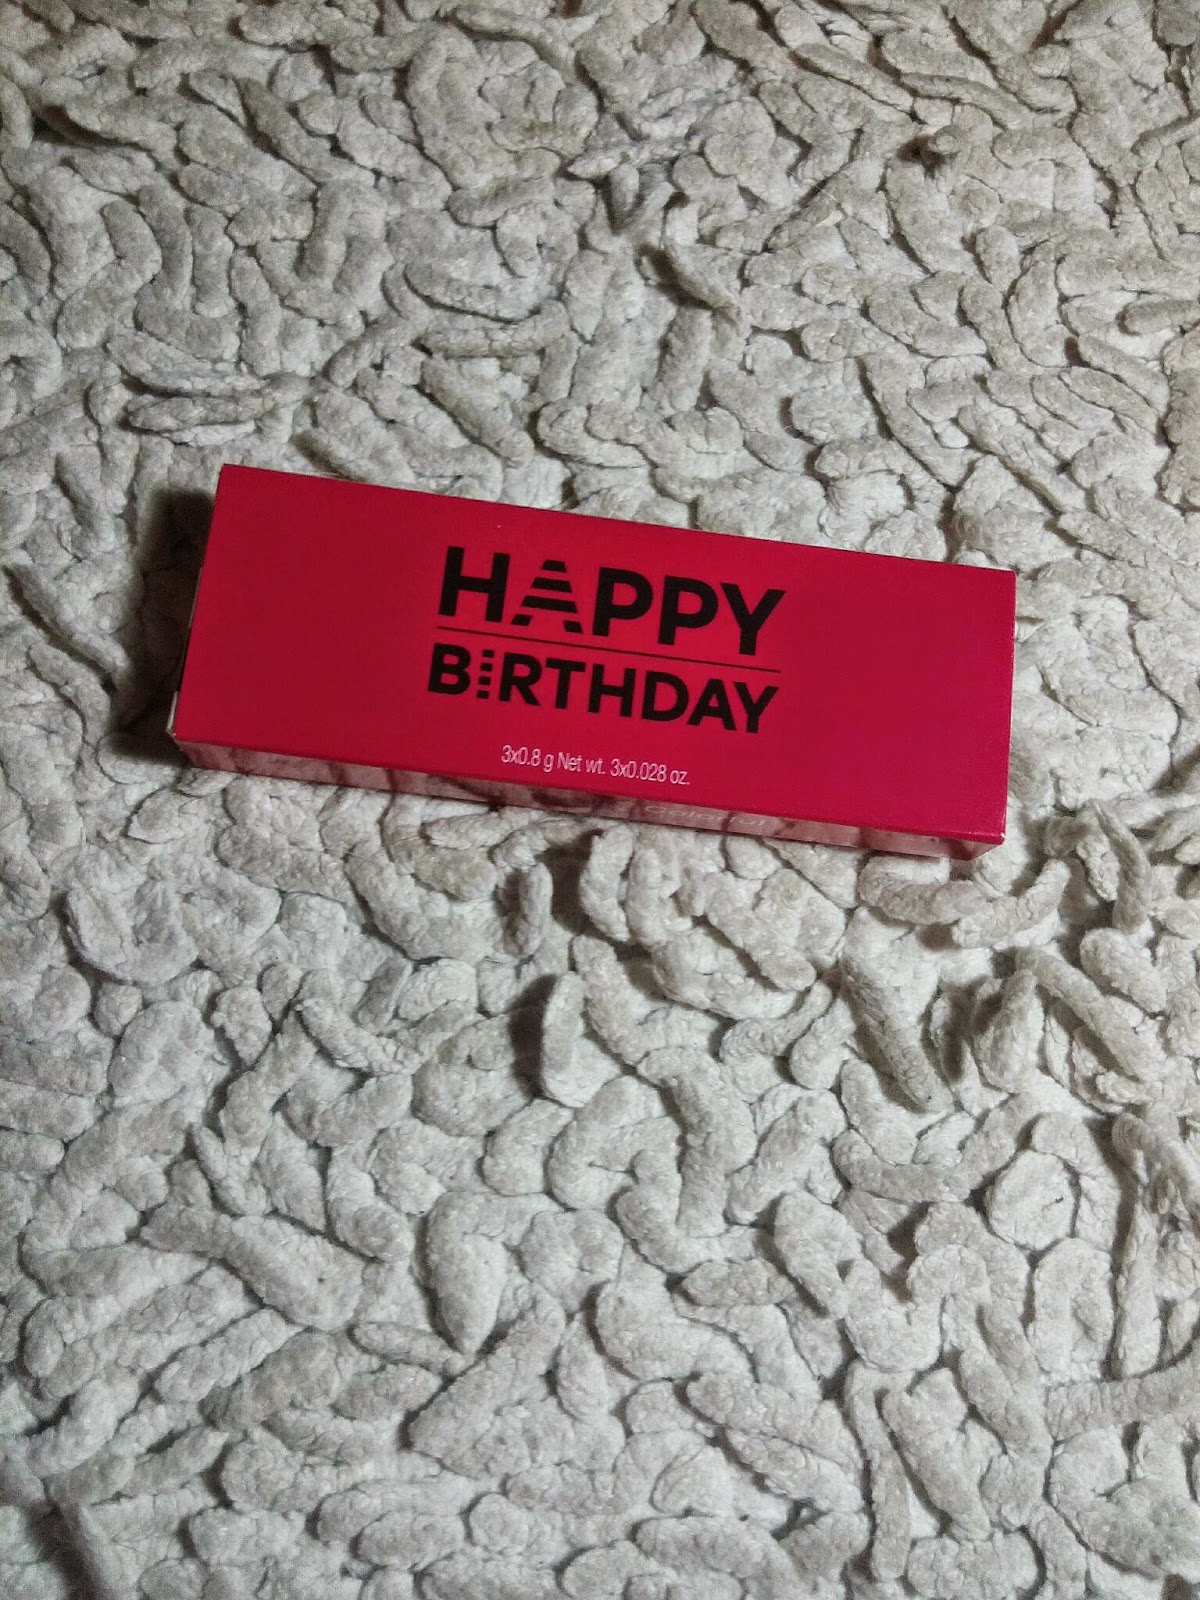 HAPPY
BIRTHDAY
3x0.8 g Net wt. 3x0.028 oz.